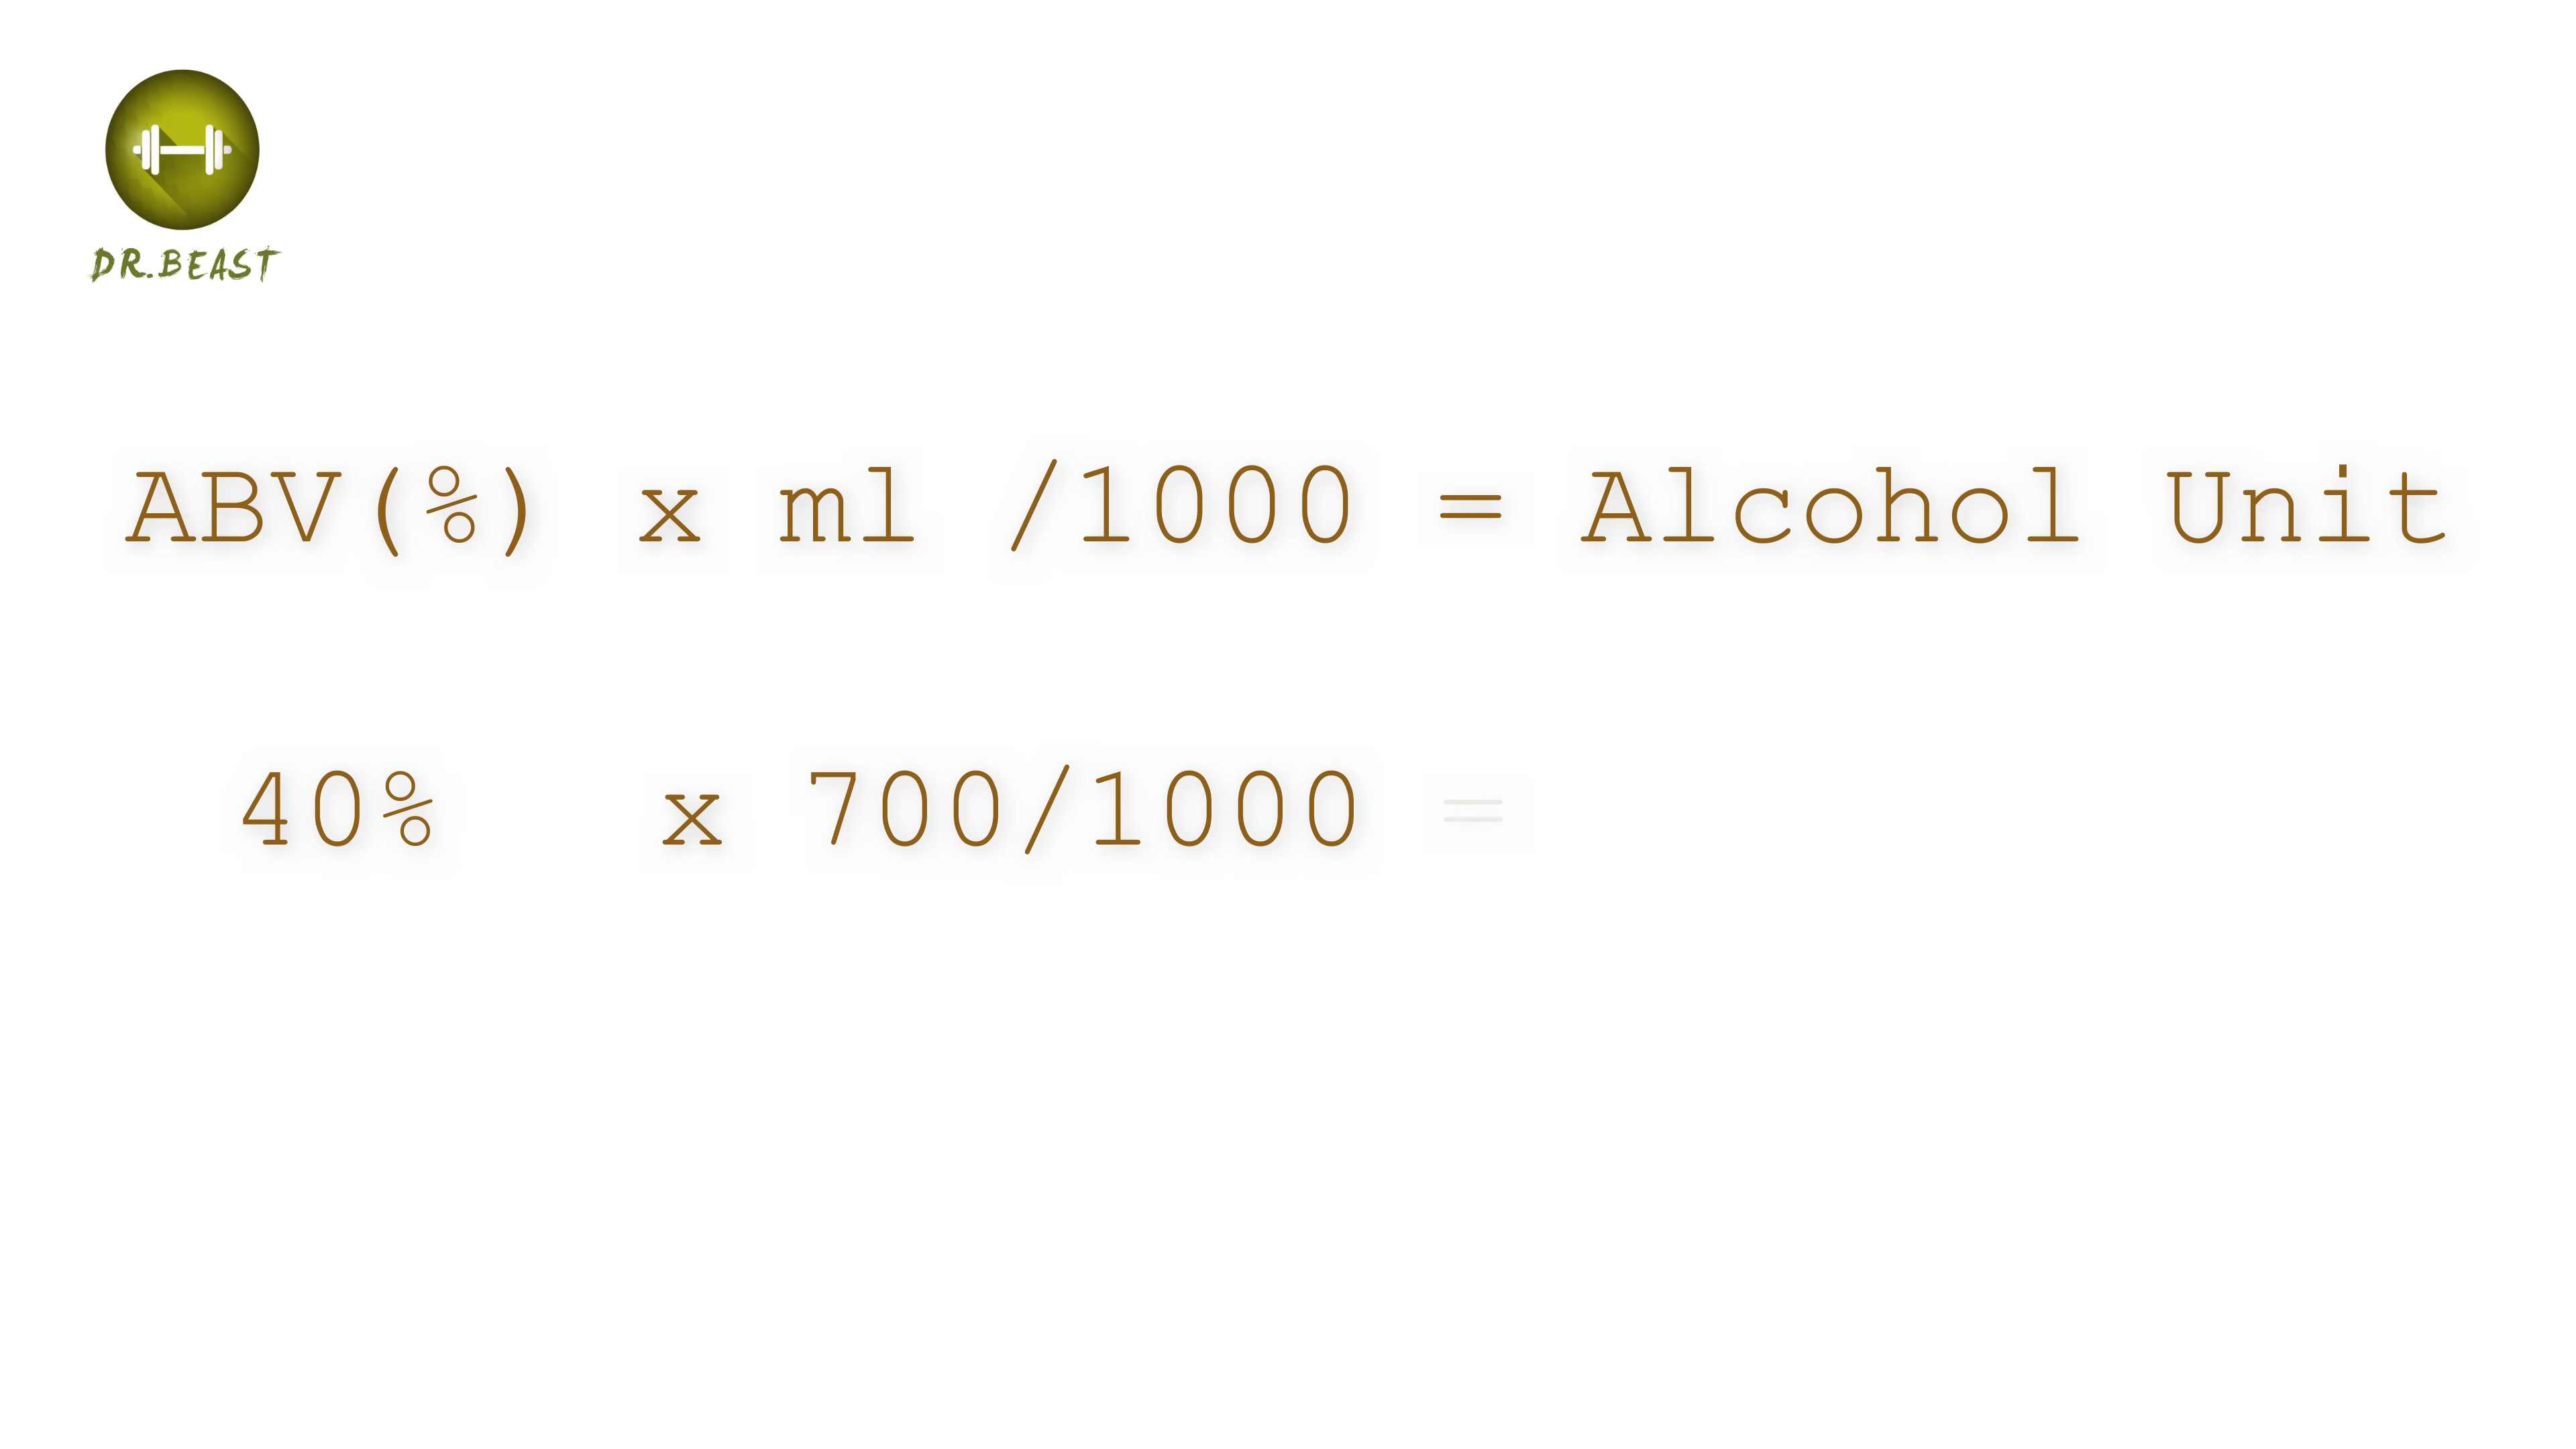 DR.BEAST
ABV(%) x ml /1000 = Alcohol Unit
40% x 700/1000 =